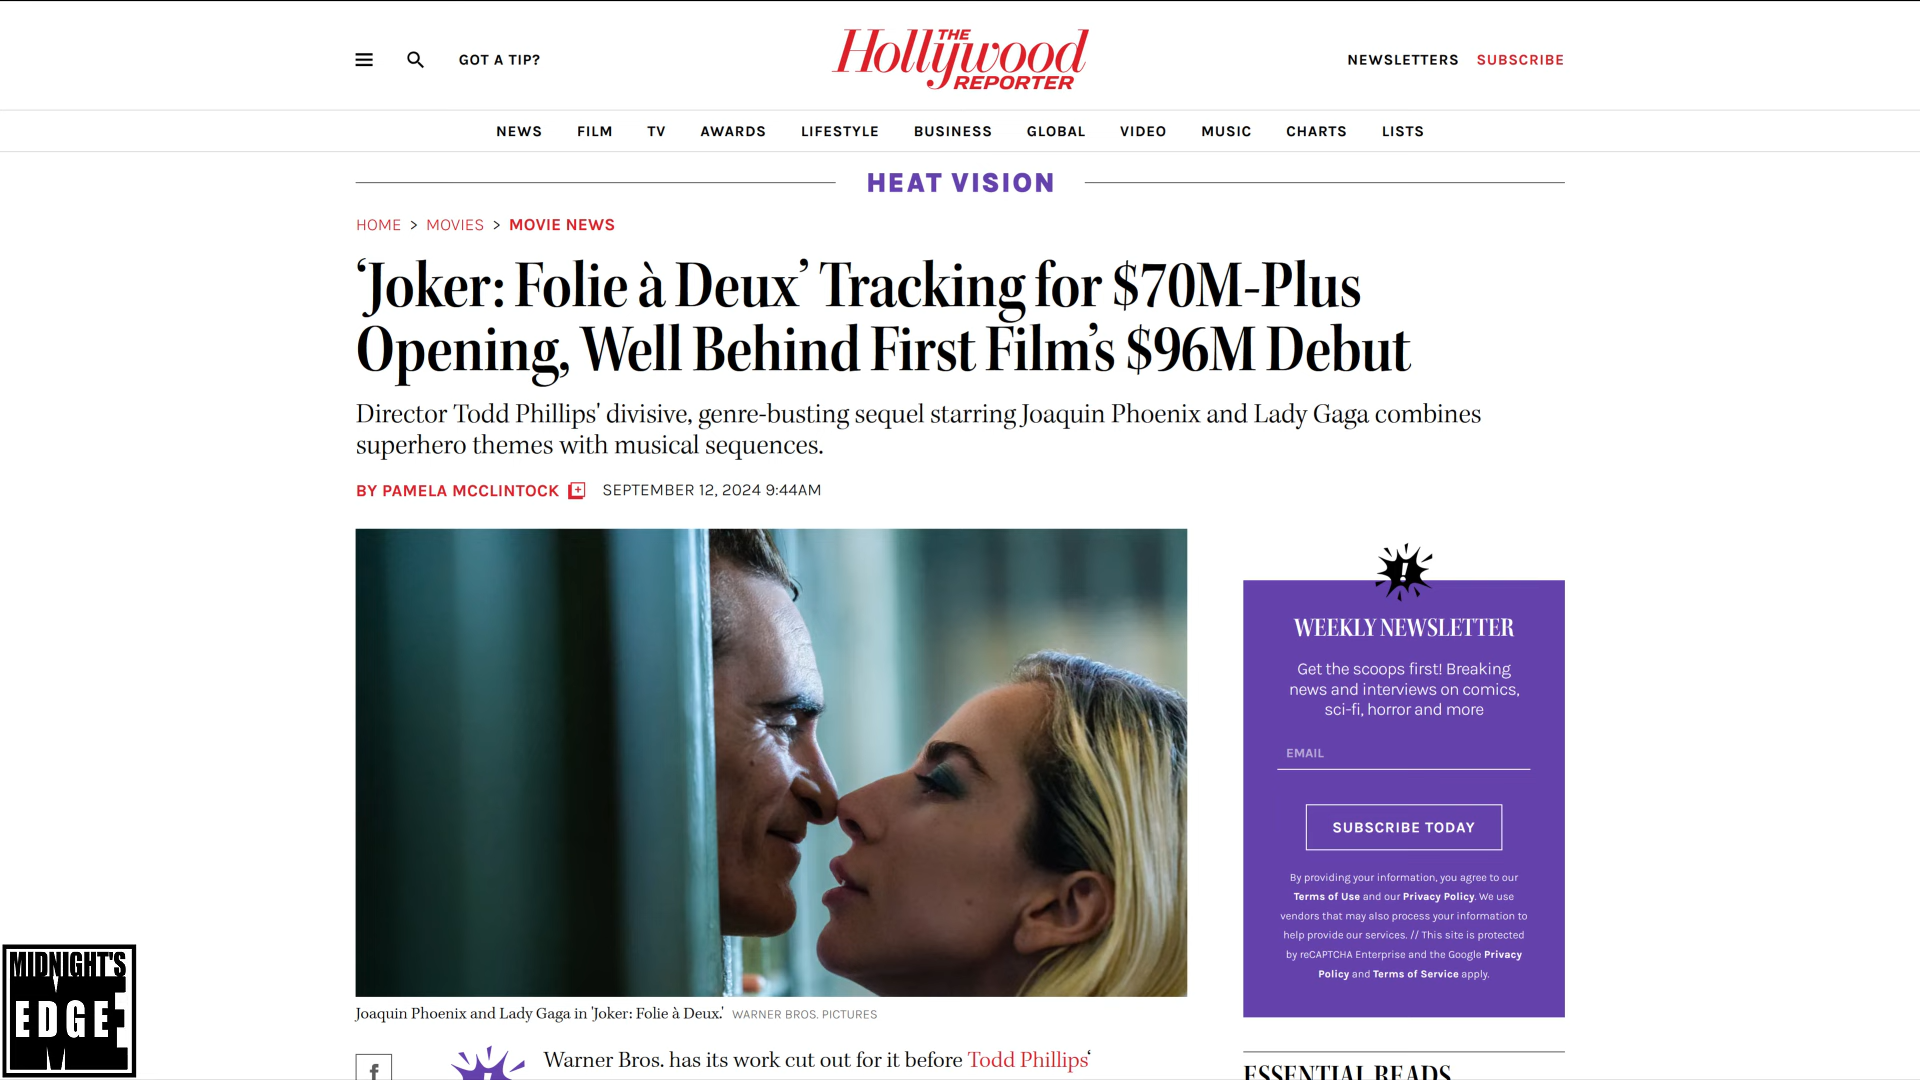 GOT A TIP?
THE
Hollywood
REPORTER
NEWSLETTERS SUBSCRIBE
NEWS FILM TV AWARDS LIFESTYLE BUSINESS GLOBAL VIDEO MUSIC CHARTS LISTS
HEAT VISION
HOME > MOVIES > MOVIE NEWS
‘Joker: Folie à Deux’ Tracking for $70M-Plus
Opening, Well Behind First Film’s $96M Debut
Director Todd Phillips' divisive, genre-busting sequel starring Joaquin Phoenix and Lady Gaga combines
superhero themes with musical sequences.
BY PAMELA MCCLINTOCK SEPTEMBER 12, 2024 9:44AM
Joaquin Phoenix and Lady Gaga in 'Joker: Folie à Deux.' WARNER BROS. PICTURES
Warner Bros. has its work cut out for it before Todd Phillips‘
WEEKLY NEWSLETTER
Get the scoops first! Breaking
news and interviews on comics,
sci-fi, horror and more
EMAIL
SUBSCRIBE TODAY
By providing your information, you agree to our
Terms of Use and our Privacy Policy. We use
vendors that may also process your information to
help provide our services. // This site is protected
by reCAPTCHA Enterprise and the Google Privacy
Policy and Terms of Service apply.
ESSENTIAL READS
MIDNIGHT'S
EDGE